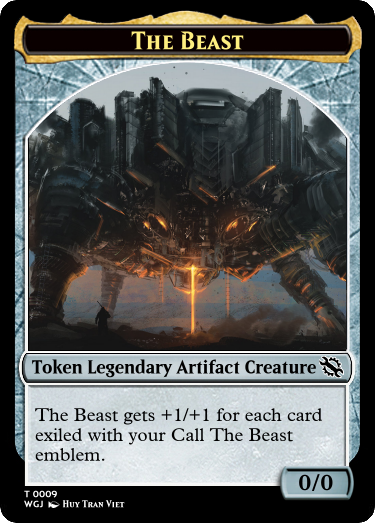 The Beast
Token Legendary Artifact Creature
The Beast gets +1/+1 for each card
exiled with your Call The Beast
emblem.
0/0
T 0009
WGJ Huy Tran Viet